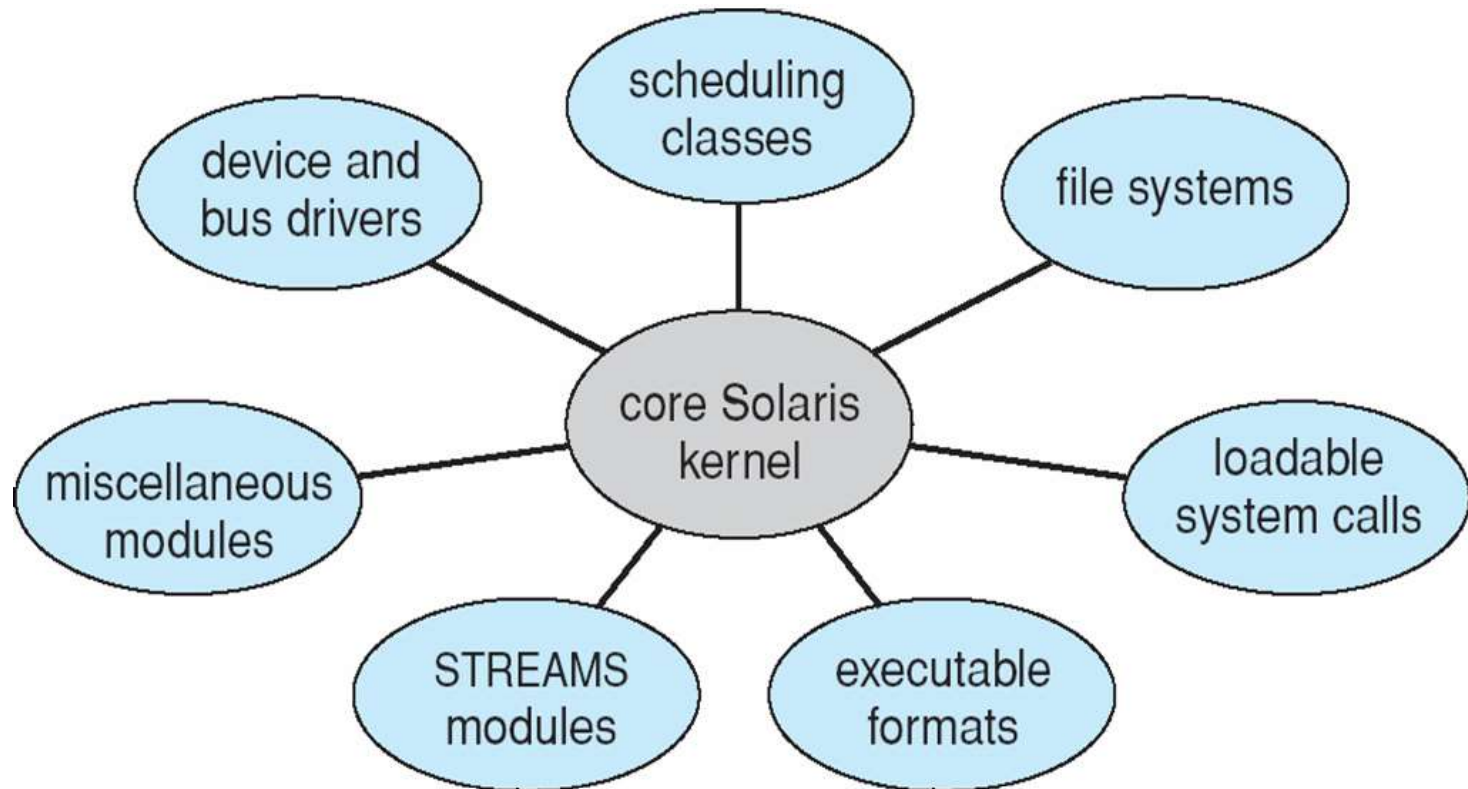 scheduling
classes
device and
bus drivers
file systems
core Solaris
kernel
loadable
system calls
miscellaneous
modules
STREAMS
modules
executable
formats